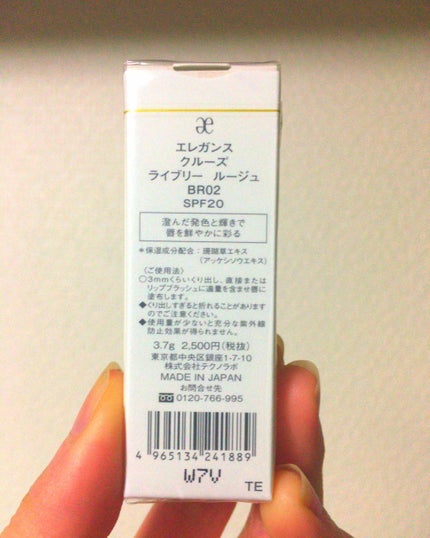 æ
エレガンス
クルーズ
ライブリー ルージュ
BR02
SPF20
澄んだ発色と輝きで
唇を鮮やかに彩る
*保湿成分配合:珊瑚草エキス
(アッケシソウエキス)
〈ご使用法〉
○3mmくらいくり出し、直接または
リップブラッシュに適量を含ませ唇に
塗布します。
◆くり出しすぎると折れることがあります
のでご注意ください。
◆使用量が少ないと充分な紫外線
防止効果が得られません。
3.7g 2,500円(税抜)
東京都中央区銀座1-7-10
株式会社テクノラボ
MADE IN JAPAN
お問合せ先
0120-766-995
4 965134 241889
W7V
TE